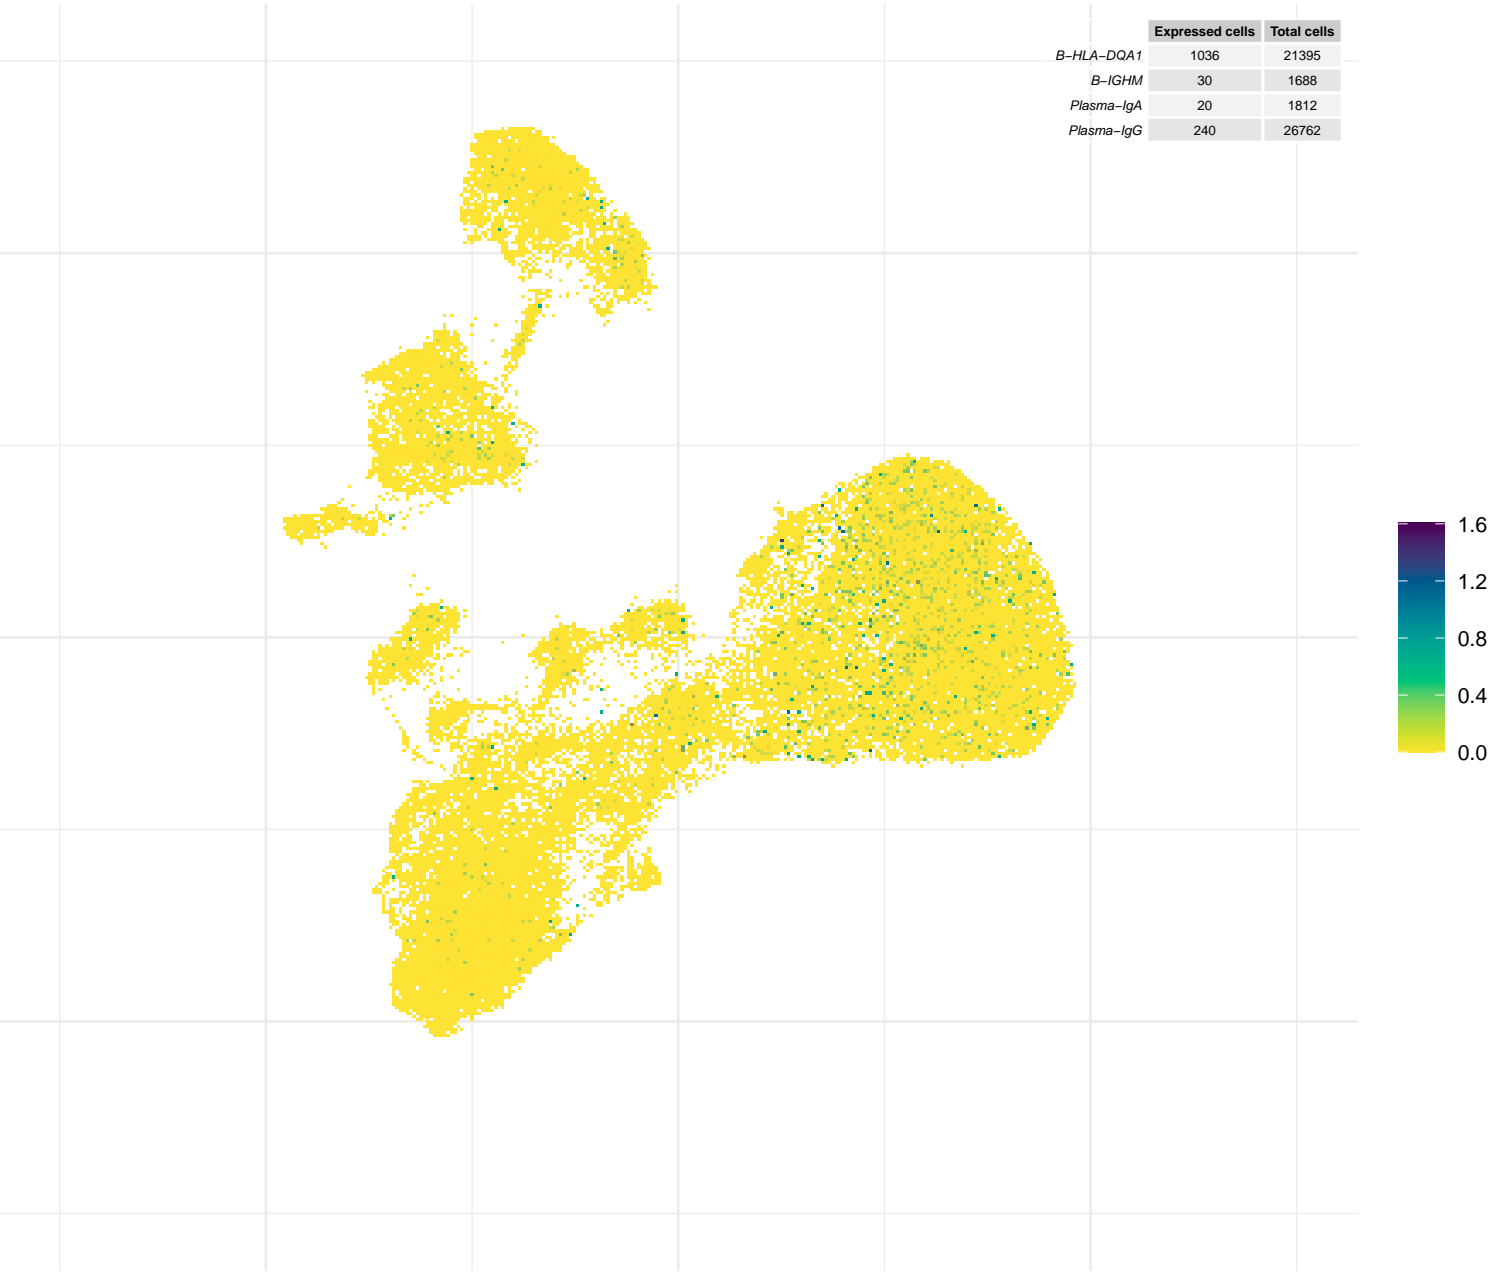 Expressed cells Total cells
B−HLA−DQA1 1036 21395
B−IGHM 30 1688
Plasma−IgA 20 1812
Plasma−IgG 240 26762
1.6
1.2
0.8
0.4
0.0